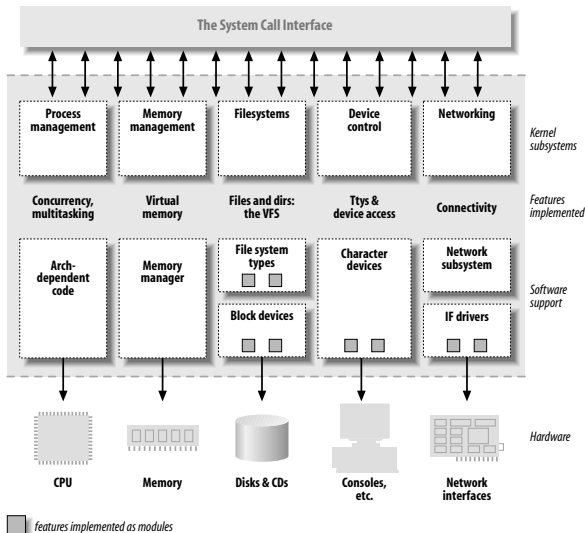 The System Call Interface
Process
management
Memory
management
Filesystems
Device
control
Networking
Kernel
subsystems
Concurrency,
multitasking
Virtual
memory
Files and dirs:
the VFS
Ttys &
device access
Connectivity
Features
implemented
Arch-
dependent
code
Memory
manager
File system
types
Block devices
Character
devices
Network
subsystem
IF drivers
Software
support
Hardware
CPU
Memory
Disks & CDs
Consoles,
etc.
Network
interfaces
features implemented as modules